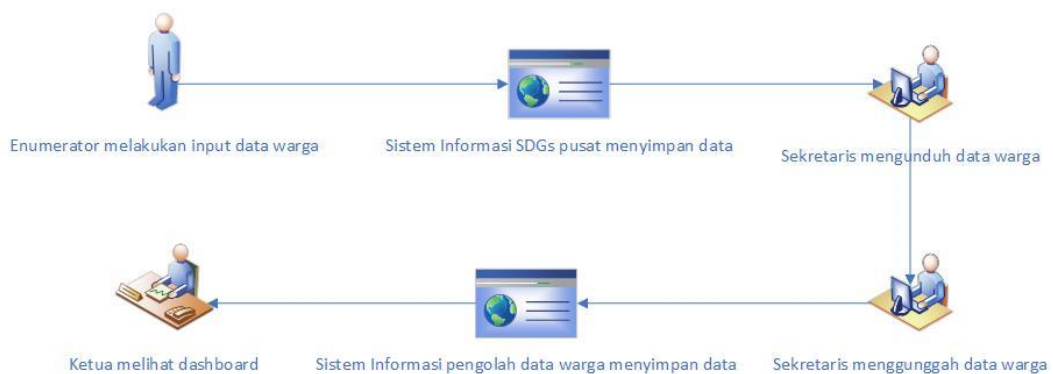 Enumerator melakukan input data warga
Sistem Informasi SDGs pusat menyimpan data
Sekretaris mengunduh data warga
Ketua melihat dashboard
Sistem Informasi pengolah data warga menyimpan data
Sekretaris menggunggah data warga